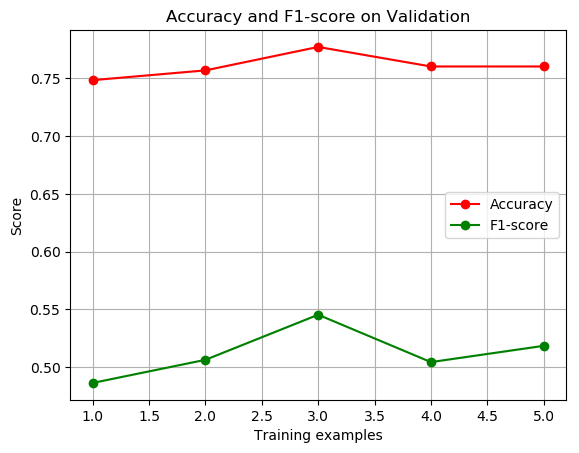 Accuracy and F1-score on Validation
0.75
0.70
0.65
0.60
0.55
0.50
Score
Accuracy
F1-score
1.0 1.5 2.0 2.5 3.0 3.5 4.0 4.5 5.0
Training examples